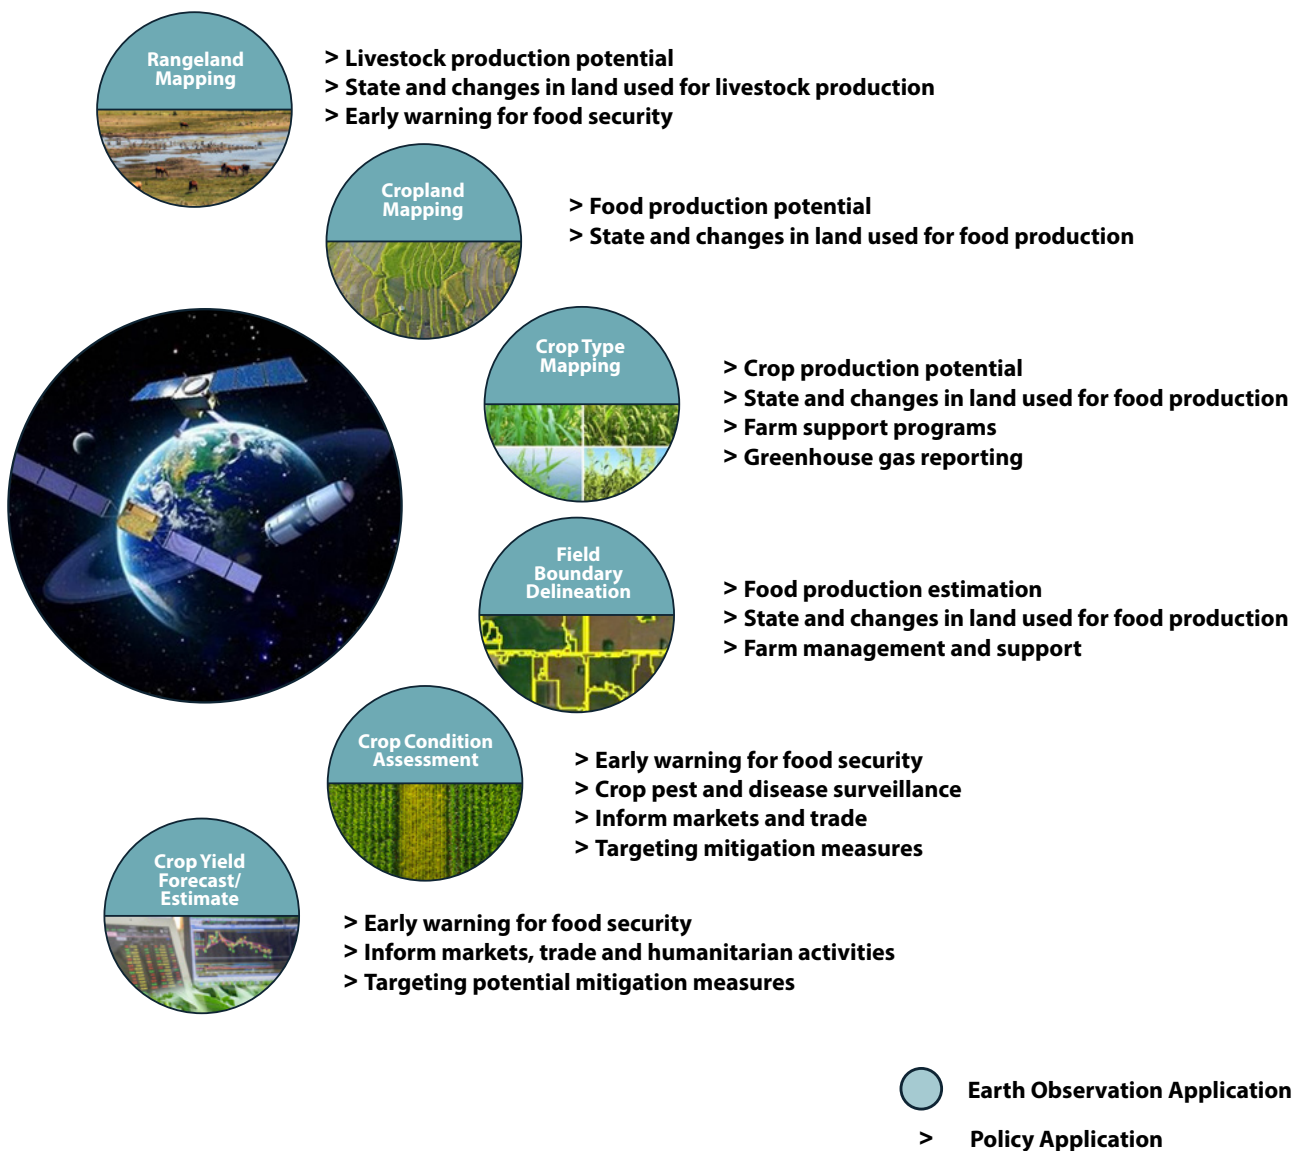 Rangeland
Mapping
> Livestock production potential
> State and changes in land used for livestock production
> Early warning for food security
Cropland
Mapping
> Food production potential
> State and changes in land used for food production
Crop Type
Mapping
> Crop production potential
> State and changes in land used for food production
> Farm support programs
> Greenhouse gas reporting
Field
Boundary
Delineation
> Food production estimation
> State and changes in land used for food production
> Farm management and support
Crop Condition
Assessment
> Early warning for food security
> Crop pest and disease surveillance
> Inform markets and trade
> Targeting mitigation measures
Crop Yield
Forecast/
Estimate
> Early warning for food security
> Inform markets, trade and humanitarian activities
> Targeting potential mitigation measures
Earth Observation Application
> Policy Application